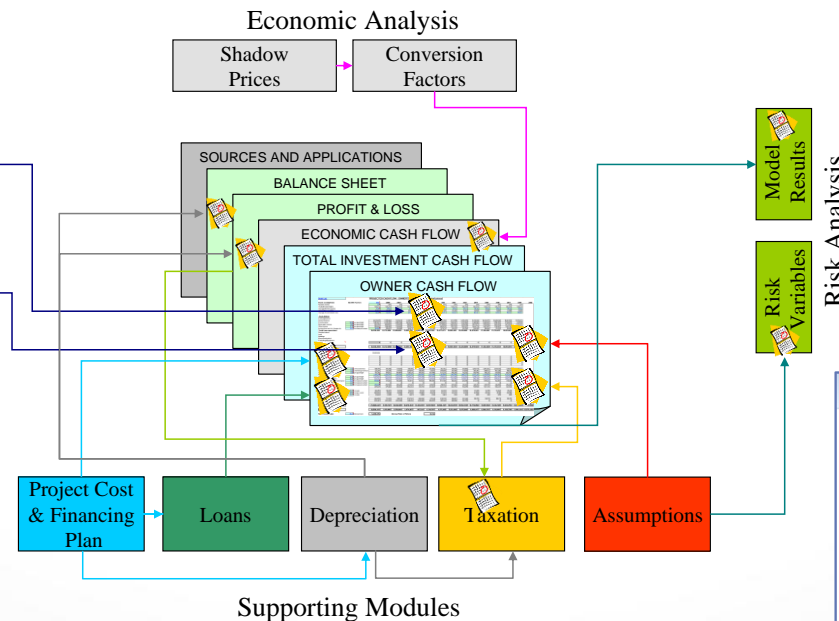 Economic Analysis
Shadow
Prices
Conversion
Factors
SOURCES AND APPLICATIONS
BALANCE SHEET
PROFIT & LOSS
ECONOMIC CASH FLOW
TOTAL INVESTMENT CASH FLOW
OWNER CASH FLOW
Model
Results
Risk
Variables
Risk Analysis
Project Cost
& Financing
Plan
Loans
Depreciation
Taxation
Assumptions
Supporting Modules